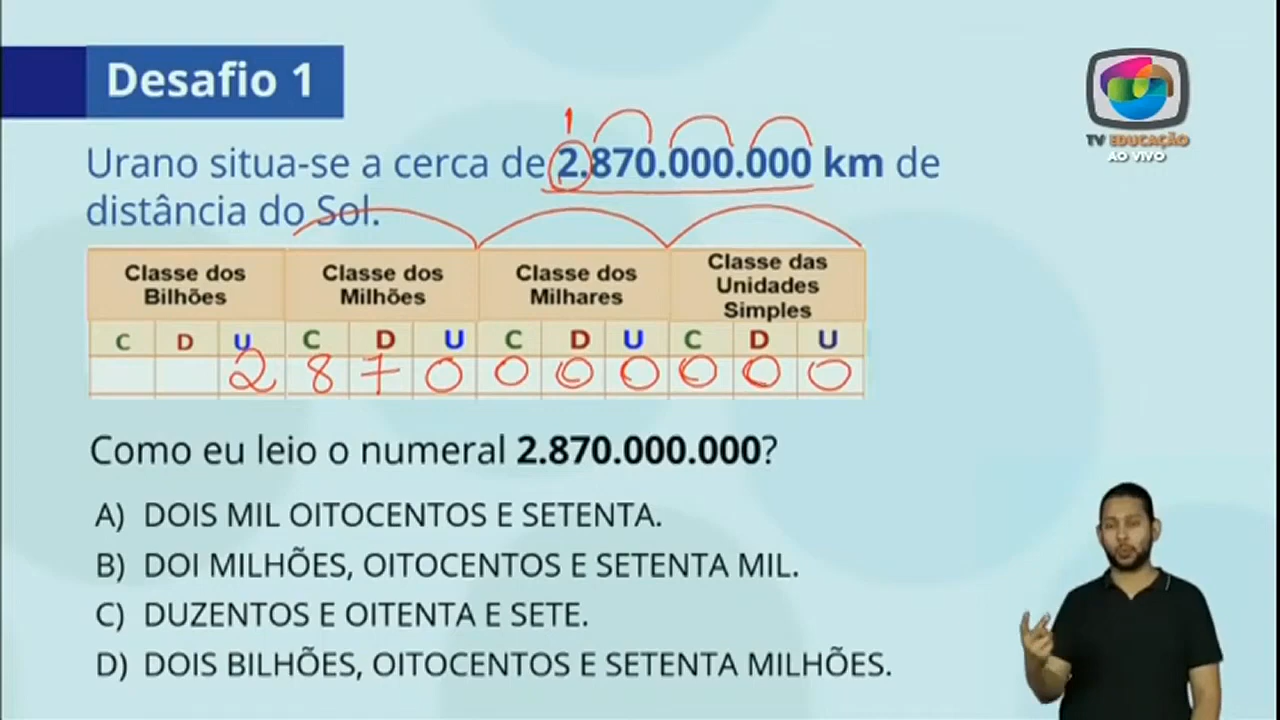 Desafio 1
TV EDUCAÇÃO
AO VIVO
1
Urano situa-se a cerca de 2.870.000.000 km de
distância do Sol.
Classe dos Bilhões Classe dos Milhões Classe dos Milhares Classe das Unidades Simples
C D U C D U C D U C D U
2 8 7 0 0 0 0 0 0 0
Como eu leio o numeral 2.870.000.000?
A) DOIS MIL OITOCENTOS E SETENTA.
B) DOI MILHÕES, OITOCENTOS E SETENTA MIL.
C) DUZENTOS E OITENTA E SETE.
D) DOIS BILHÕES, OITOCENTOS E SETENTA MILHÕES.